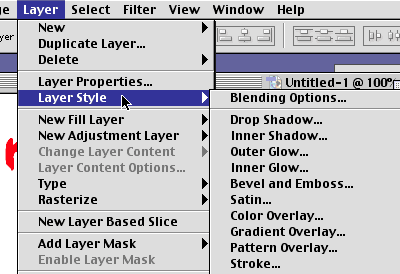 ge Layer Select Filter View Window Help
Layer
New
Duplicate Layer...
Delete
Layer Properties...
Layer Style
New Fill Layer
New Adjustment Layer
Change Layer Content
Layer Content Options...
Type
Rasterize
New Layer Based Slice
Add Layer Mask
Enable Layer Mask
Untitled-1 @ 100%
Blending Options...
Drop Shadow...
Inner Shadow...
Outer Glow...
Inner Glow...
Bevel and Emboss...
Satin...
Color Overlay...
Gradient Overlay...
Pattern Overlay...
Stroke...